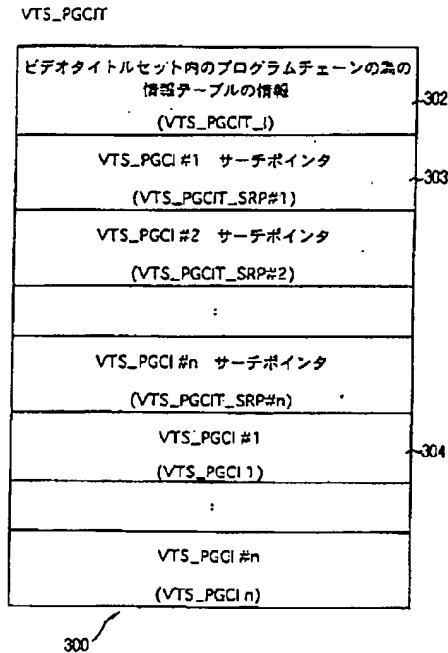 VTS_PGCIT
ビデオタイトルセット内のプログラムチェーンの為の
情報テーブルの情報
(VTS_PGCIT_I)
302
VTS_PGCI #1 サーチポインタ
(VTS_PGCIT_SRP#1)
303
VTS_PGCI #2 サーチポインタ
(VTS_PGCIT_SRP#2)
:
VTS_PGCI #n サーチポインタ
(VTS_PGCIT_SRP#n)
VTS_PGCI #1
(VTS_PGCI 1)
304
:
VTS_PGCI #n
(VTS_PGCI n)
300